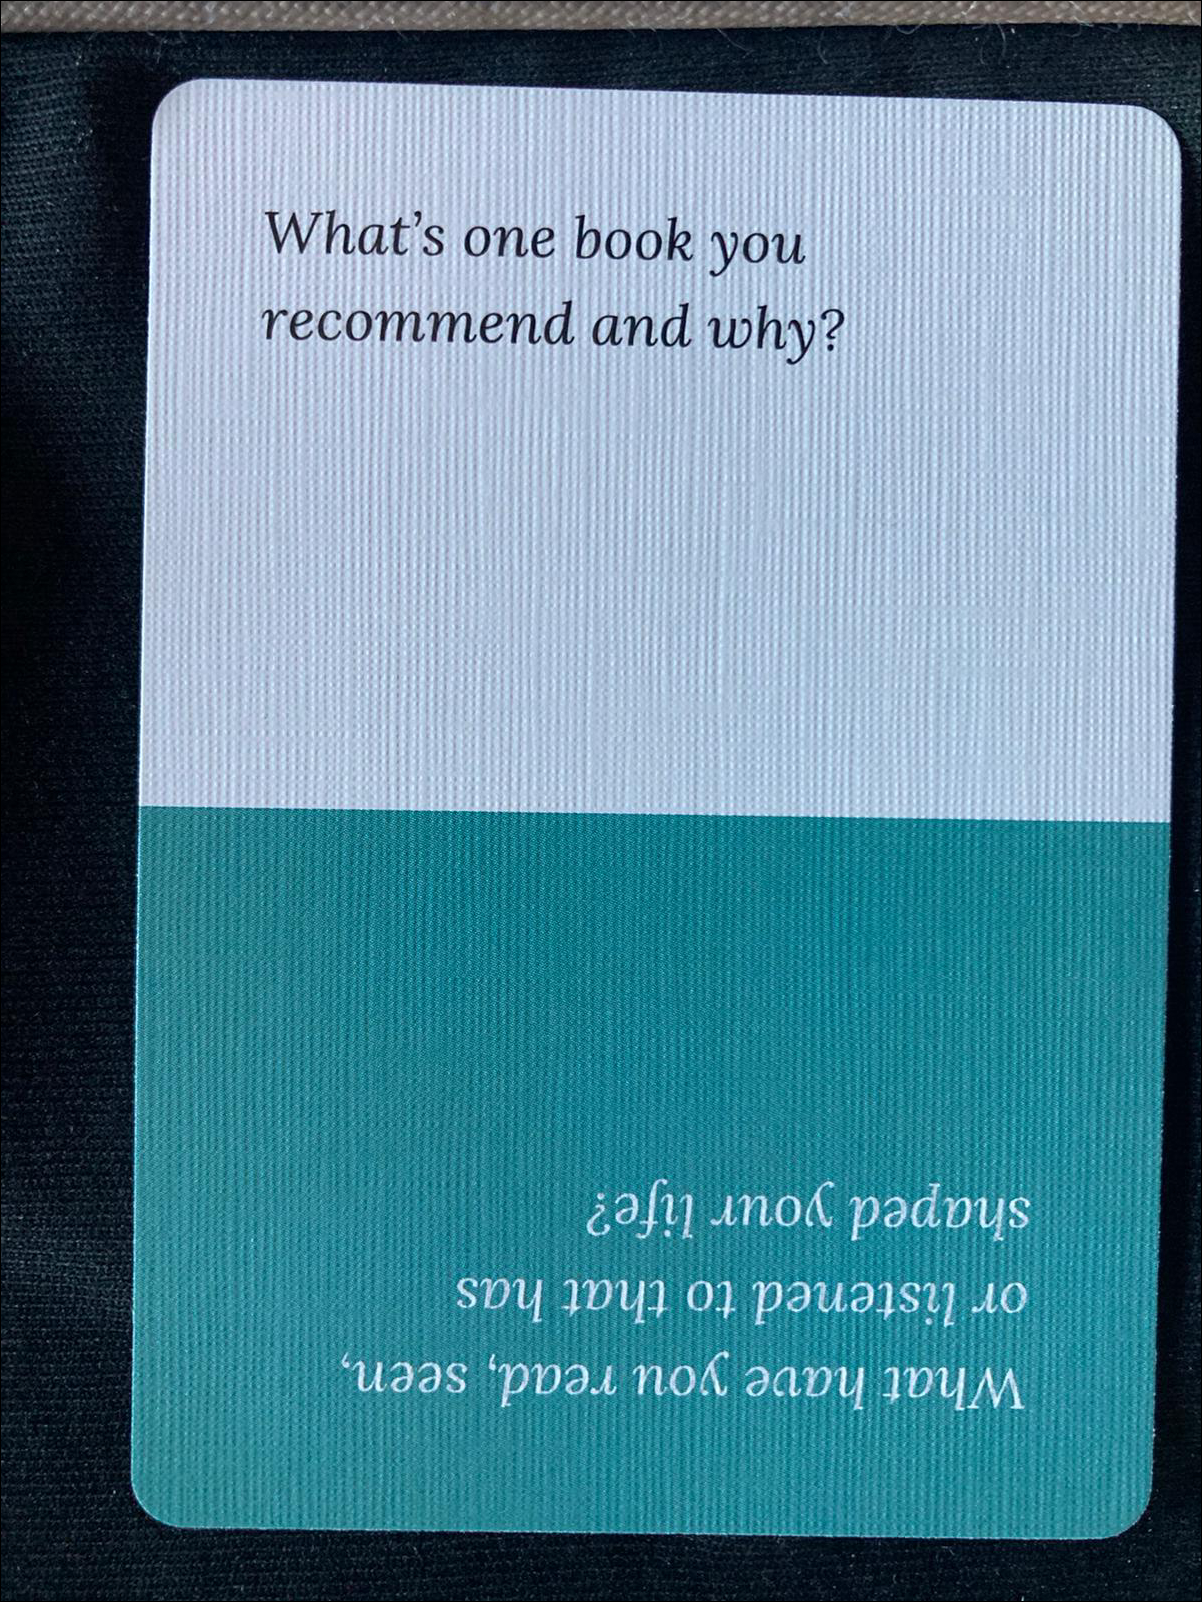 What's one book you
recommend and why?
What have you read, seen,
or listened to that has
shaped your life?